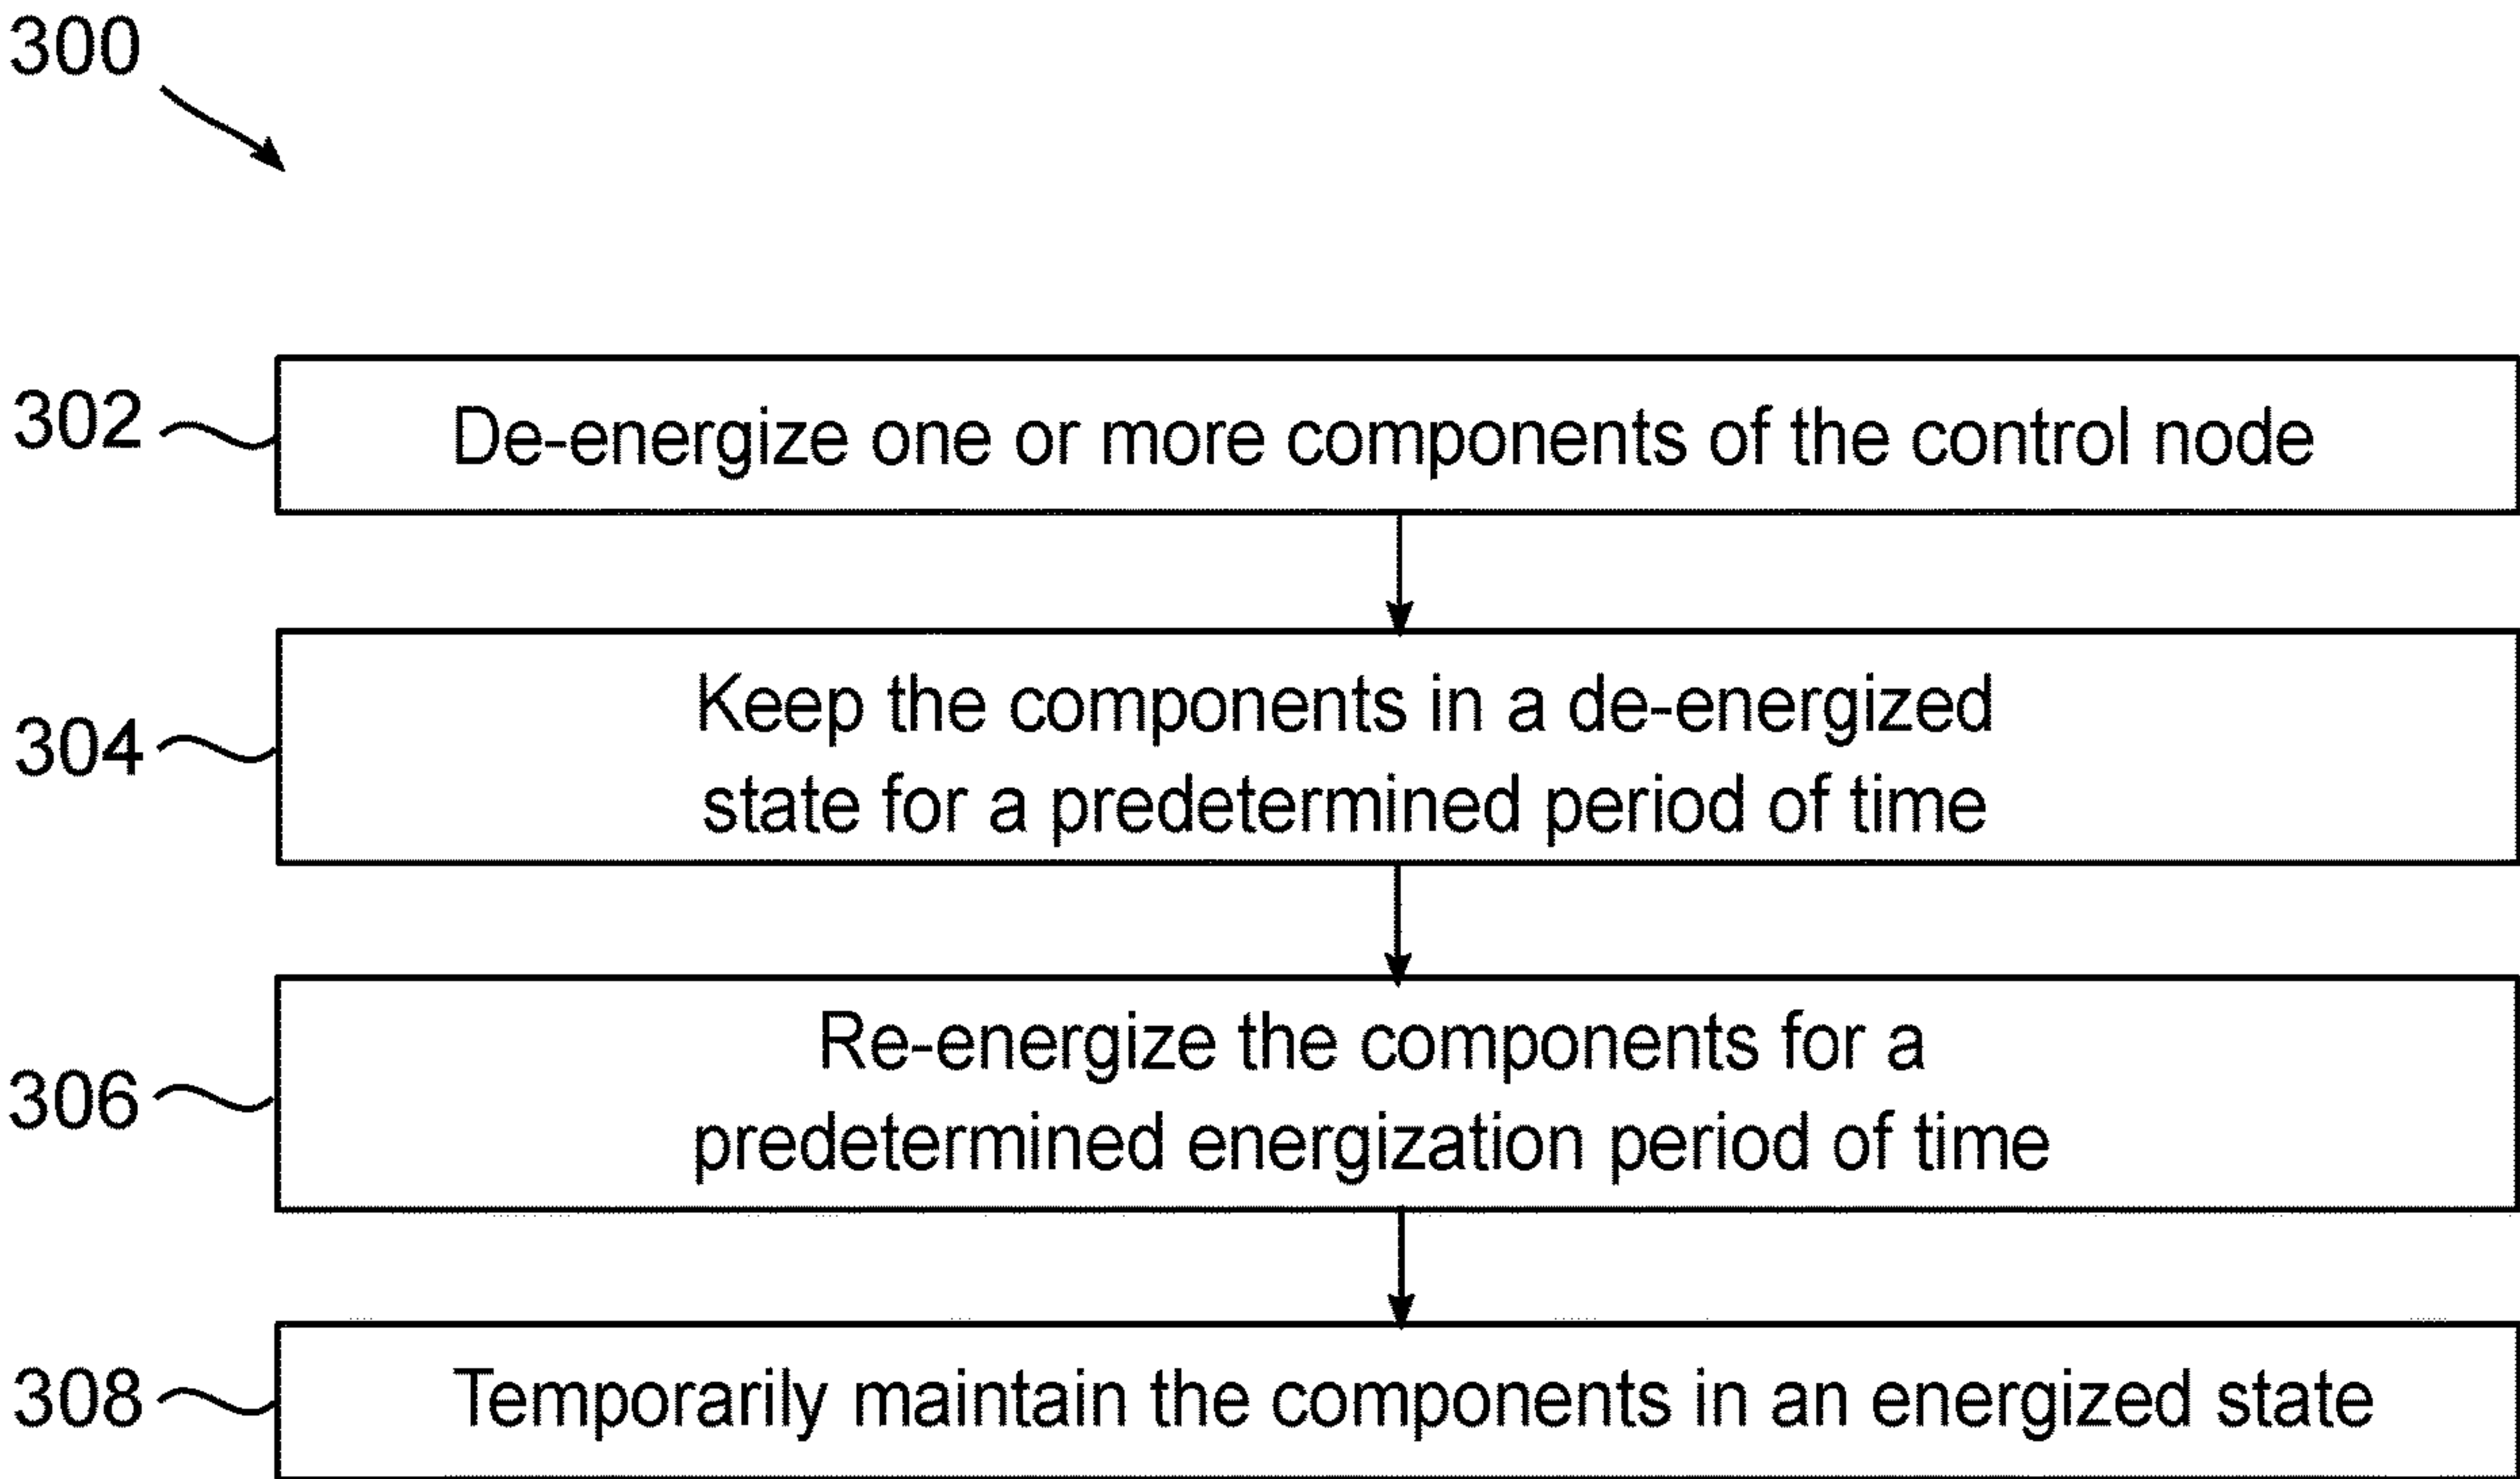 300
302
De-energize one or more components of the control node
304
Keep the components in a de-energized
state for a predetermined period of time
306
Re-energize the components for a
predetermined energization period of time
308
Temporarily maintain the components in an energized state